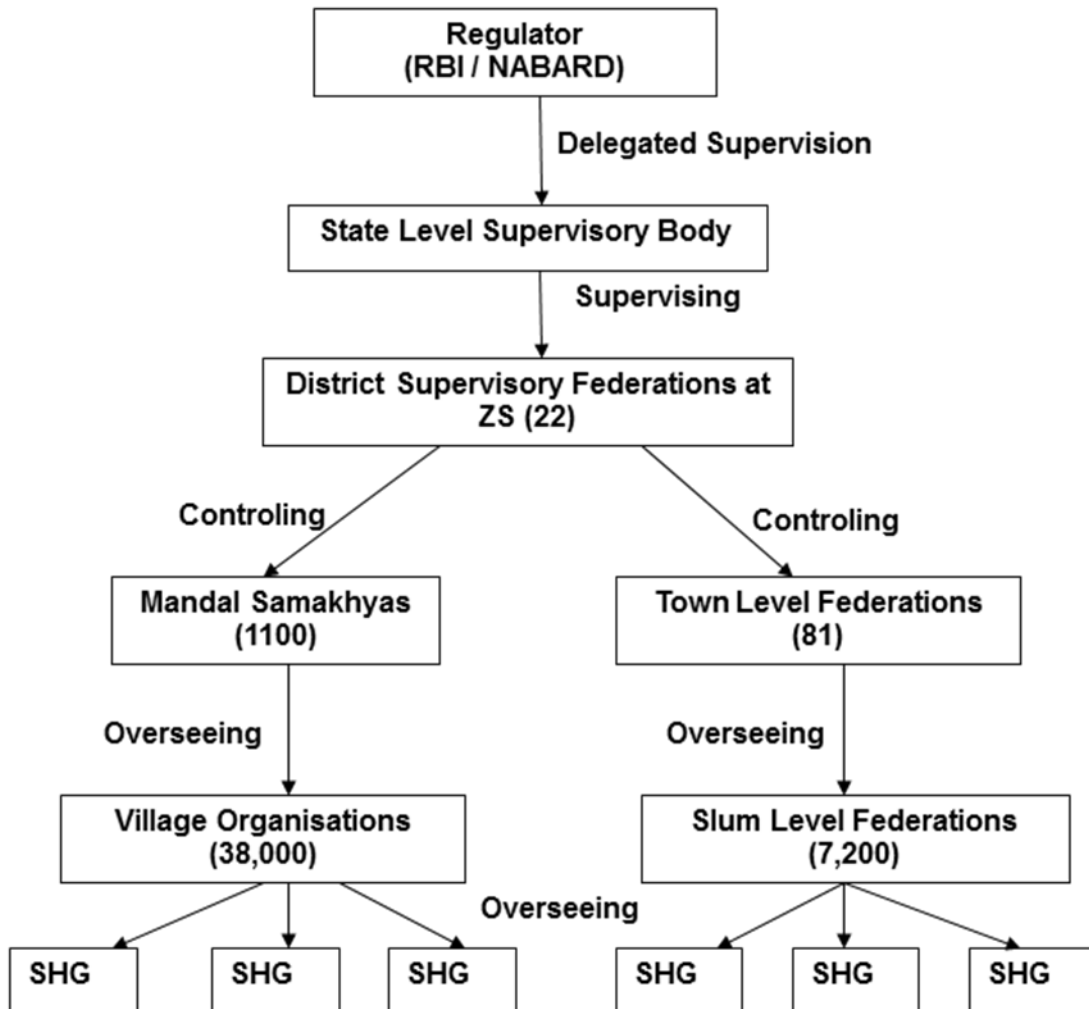 Regulator
(RBI / NABARD)
Delegated Supervision
State Level Supervisory Body
Supervising
District Supervisory Federations at
ZS (22)
Controling
Controling
Mandal Samakhyas
(1100)
Town Level Federations
(81)
Overseeing
Overseeing
Village Organisations
(38,000)
Slum Level Federations
(7,200)
Overseeing
SHG
SHG
SHG
SHG
SHG
SHG